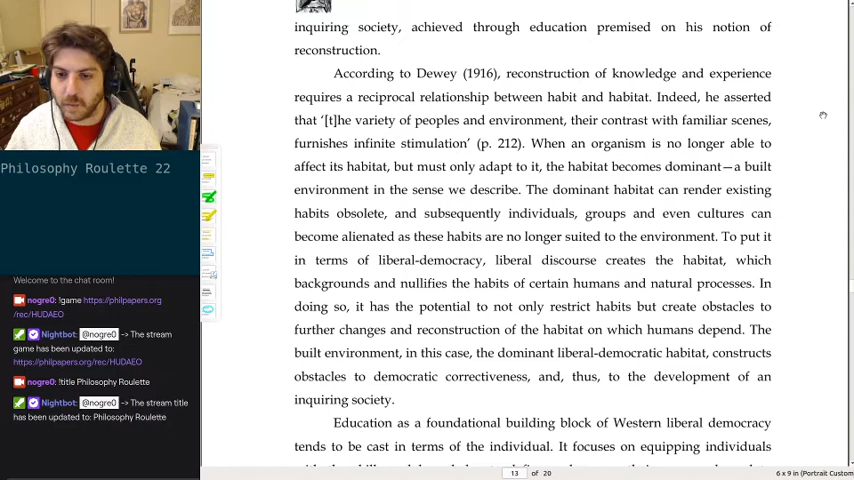 inquiring society, achieved through education premised on his notion of
reconstruction.
According to Dewey (1916), reconstruction of knowledge and experience
requires a reciprocal relationship between habit and habitat. Indeed, he asserted
that ‘[t]he variety of peoples and environment, their contrast with familiar scenes,
furnishes infinite stimulation’ (p. 212). When an organism is no longer able to
affect its habitat, but must only adapt to it, the habitat becomes dominant—a built
environment in the sense we describe. The dominant habitat can render existing
habits obsolete, and subsequently individuals, groups and even cultures can
become alienated as these habits are no longer suited to the environment. To put it
in terms of liberal-democracy, liberal discourse creates the habitat, which
backgrounds and nullifies the habits of certain humans and natural processes. In
doing so, it has the potential to not only restrict habits but create obstacles to
further changes and reconstruction of the habitat on which humans depend. The
built environment, in this case, the dominant liberal-democratic habitat, constructs
obstacles to democratic correctiveness, and, thus, to the development of an
inquiring society.
Education as a foundational building block of Western liberal democracy
tends to be cast in terms of the individual. It focuses on equipping individuals
13 of 20
6 x 9 in (Portrait Custom
Philosophy Roulette 22
Welcome to the chat room!
nogre0: !game https://philpapers.org
/rec/HUDAEO
Nightbot: @nogre0 -> The stream
game has been updated to:
https://philpapers.org/rec/HUDAEO
nogre0: !title Philosophy Roulette
Nightbot: @nogre0 -> The stream title
has been updated to: Philosophy Roulette